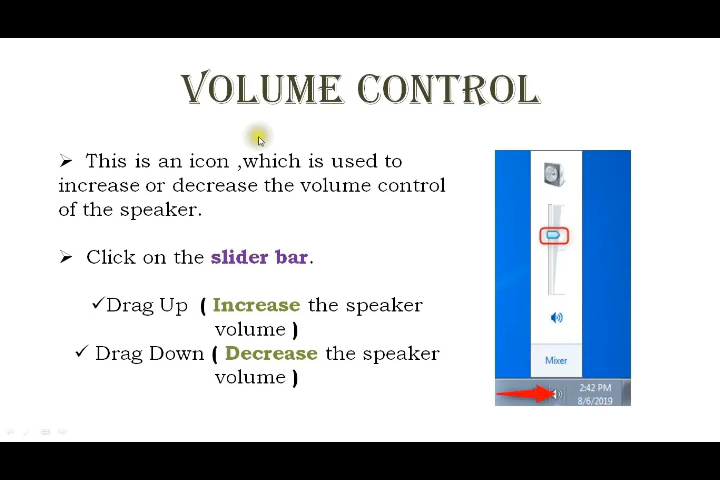 VOLUME CONTROL
➢ This is an icon ,which is used to
increase or decrease the volume control
of the speaker.
➢ Click on the slider bar.
✓Drag Up ( Increase the speaker
volume )
✓ Drag Down ( Decrease the speaker
volume )
Mixer
2:42 PM
8/6/2019